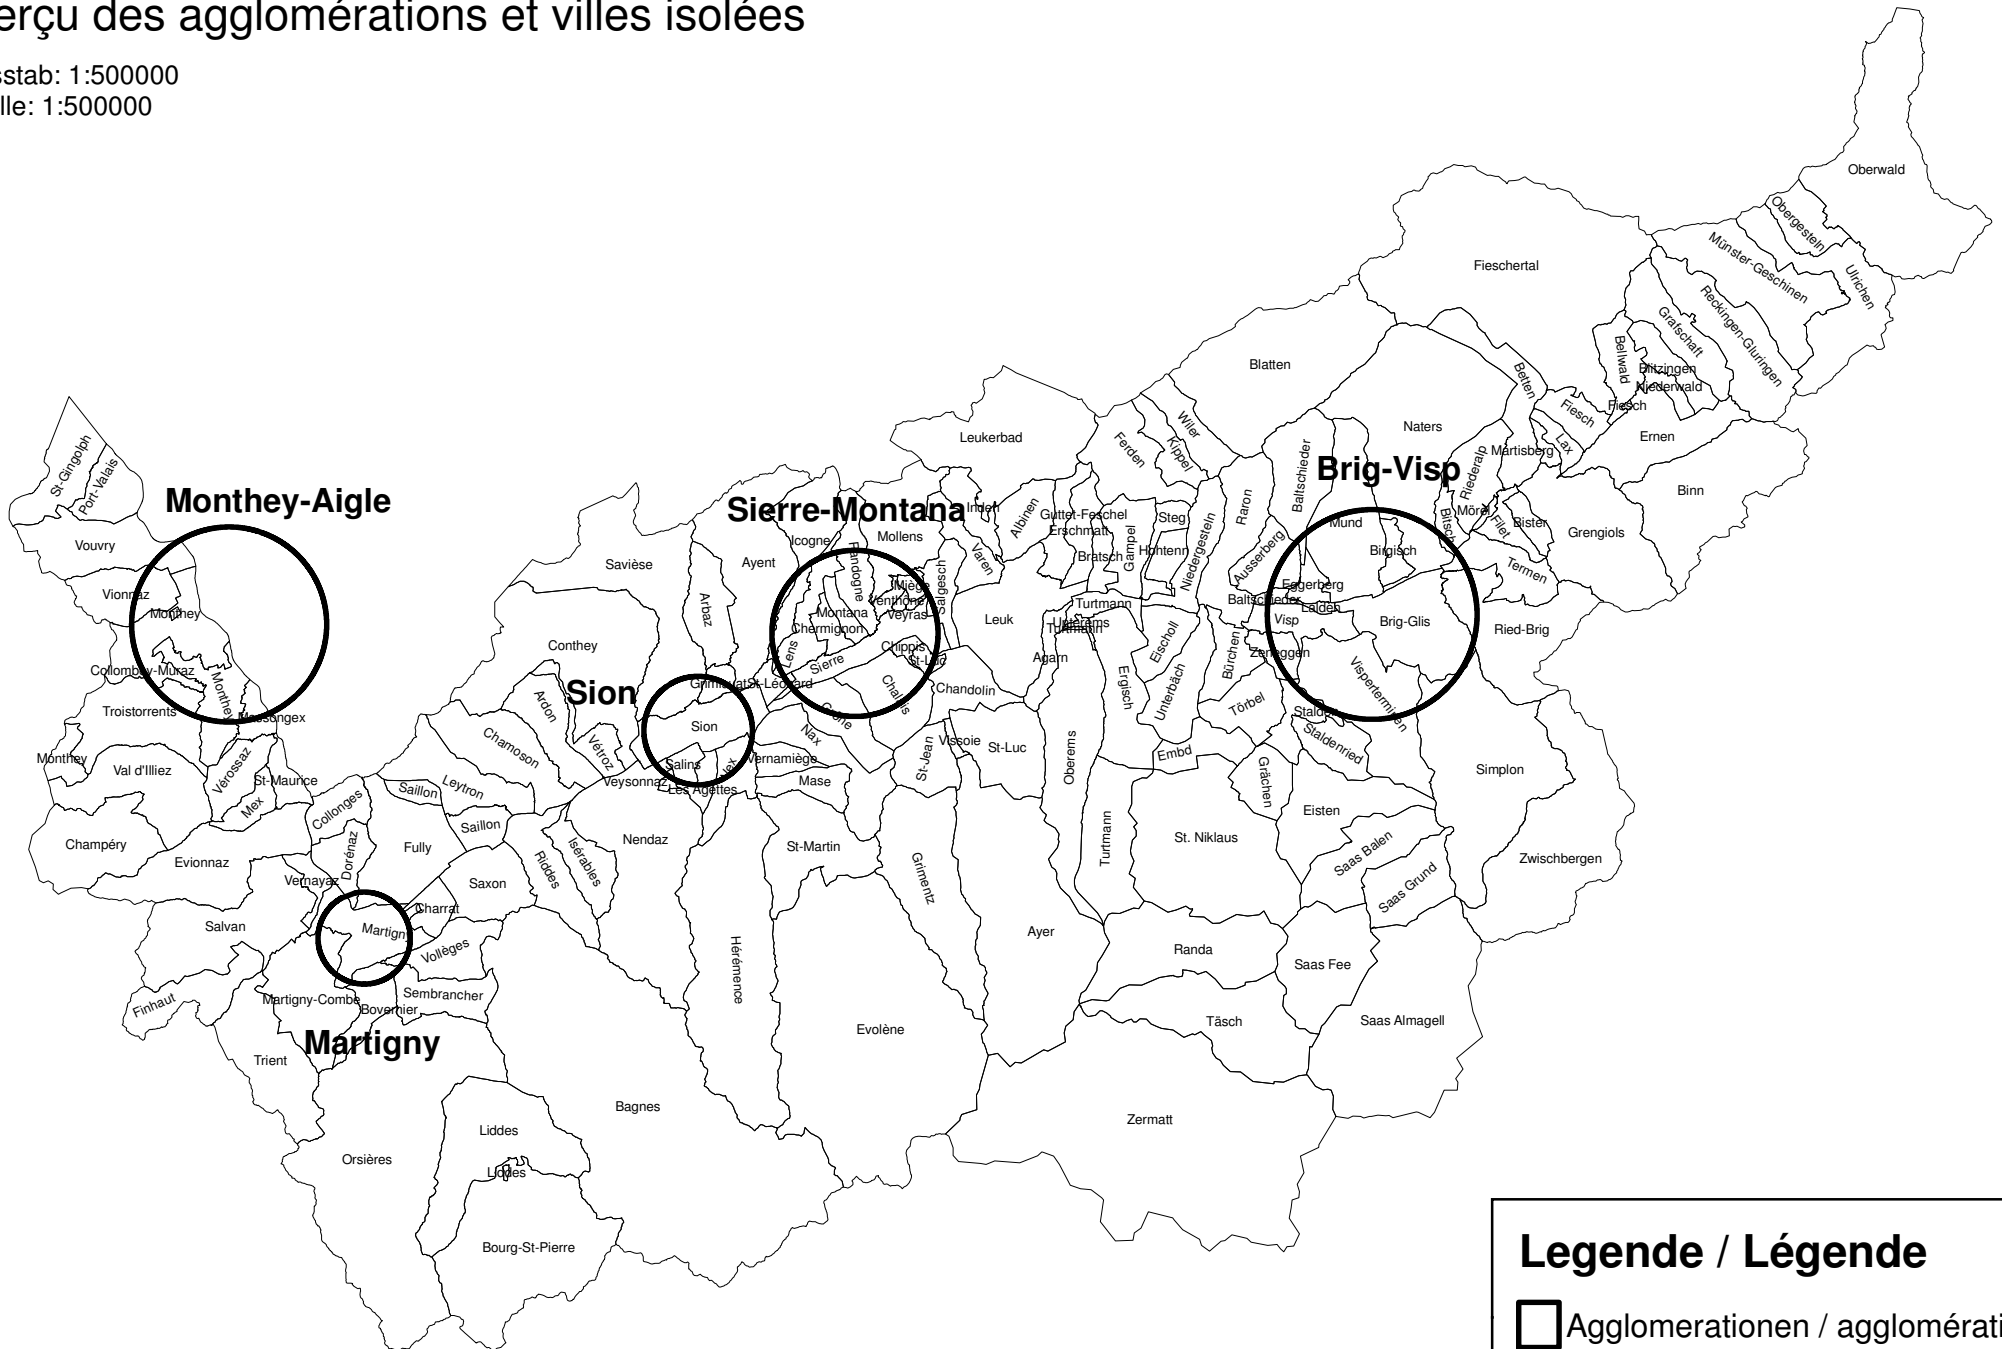 erçu des agglomérations et villes isolées
sstab: 1:500000
lle: 1:500000
Oberwald
Obergesteln
Münster-Geschinen
Ulrichen
Fieschertal
Reckingen-Gluringen
Grafschaft
Bellwald
Blitzingen
Niederwald
Fiesch
Blatten
Betten
Fiesch
Lax
Ernen
Naters
Martisberg
Binn
Leukerbad
Wiler
Kippel
Ferden
Baltschieder
Brig-Visp
Riederalp
Mörel
Bitsch
Filet
Bister
Grengiols
Termen
St-Gingolph
Port-Valais
Monthey-Aigle
Sierre-Montana
Inden
Albinen
Guttet-Feschel
Erschmatt
Bratsch
Gampel
Steg
Hohtenn
Niedergesteln
Raron
Ausserberg
Mund
Birgisch
Eggerberg
Baltschieder
Lalden
Visp
Brig-Glis
Ried-Brig
Vouvry
Vionnaz
Monthey
Collombey-Muraz
Monthey
Troistorrents
Massongex
Monthey
Val d'Illiez
Vérossaz
St-Maurice
Mex
Champéry
Evionnaz
Collonges
Dorénaz
Vernayaz
Salvan
Finhaut
Trient
Martigny-Combe
Bovernier
Martigny
Martigny
Charrat
Vollèges
Sembrancher
Saxon
Fully
Saillon
Leytron
Saillon
Chamoson
Ardon
Vétroz
Conthey
Savièse
Arbaz
Ayent
Icogne
Mollens
Randogne
Miège
Venthône
Veyras
Salgesch
Varen
Montana
Chermignon
Lens
Sierre
Chippis
St-Luc
Chalais
Grône
Grimisuat
St-Léonard
Sion
Sion
Salins
Nex
Veysonnaz
Les Agettes
Nax
Vernamiège
Mase
Riddes
Isérables
Nendaz
St-Martin
Hérémence
Evolène
Bagnes
Orsières
Liddes
Liddes
Bourg-St-Pierre
Leuk
Turtmann
Unterems
Turtmann
Agarn
Chandolin
Vissoie
St-Jean
St-Luc
Grimentz
Ayer
Oberems
Turtmann
Ergisch
Eischoll
Unterbäch
Bürchen
Zeneggen
Törbel
Visperterminen
Stalden
Staldenried
Embd
Grächen
Eisten
St. Niklaus
Simplon
Zwischbergen
Saas Balen
Saas Grund
Saas Fee
Saas Almagell
Randa
Täsch
Zermatt
Legende / Légende
Agglomerationen / agglomérati